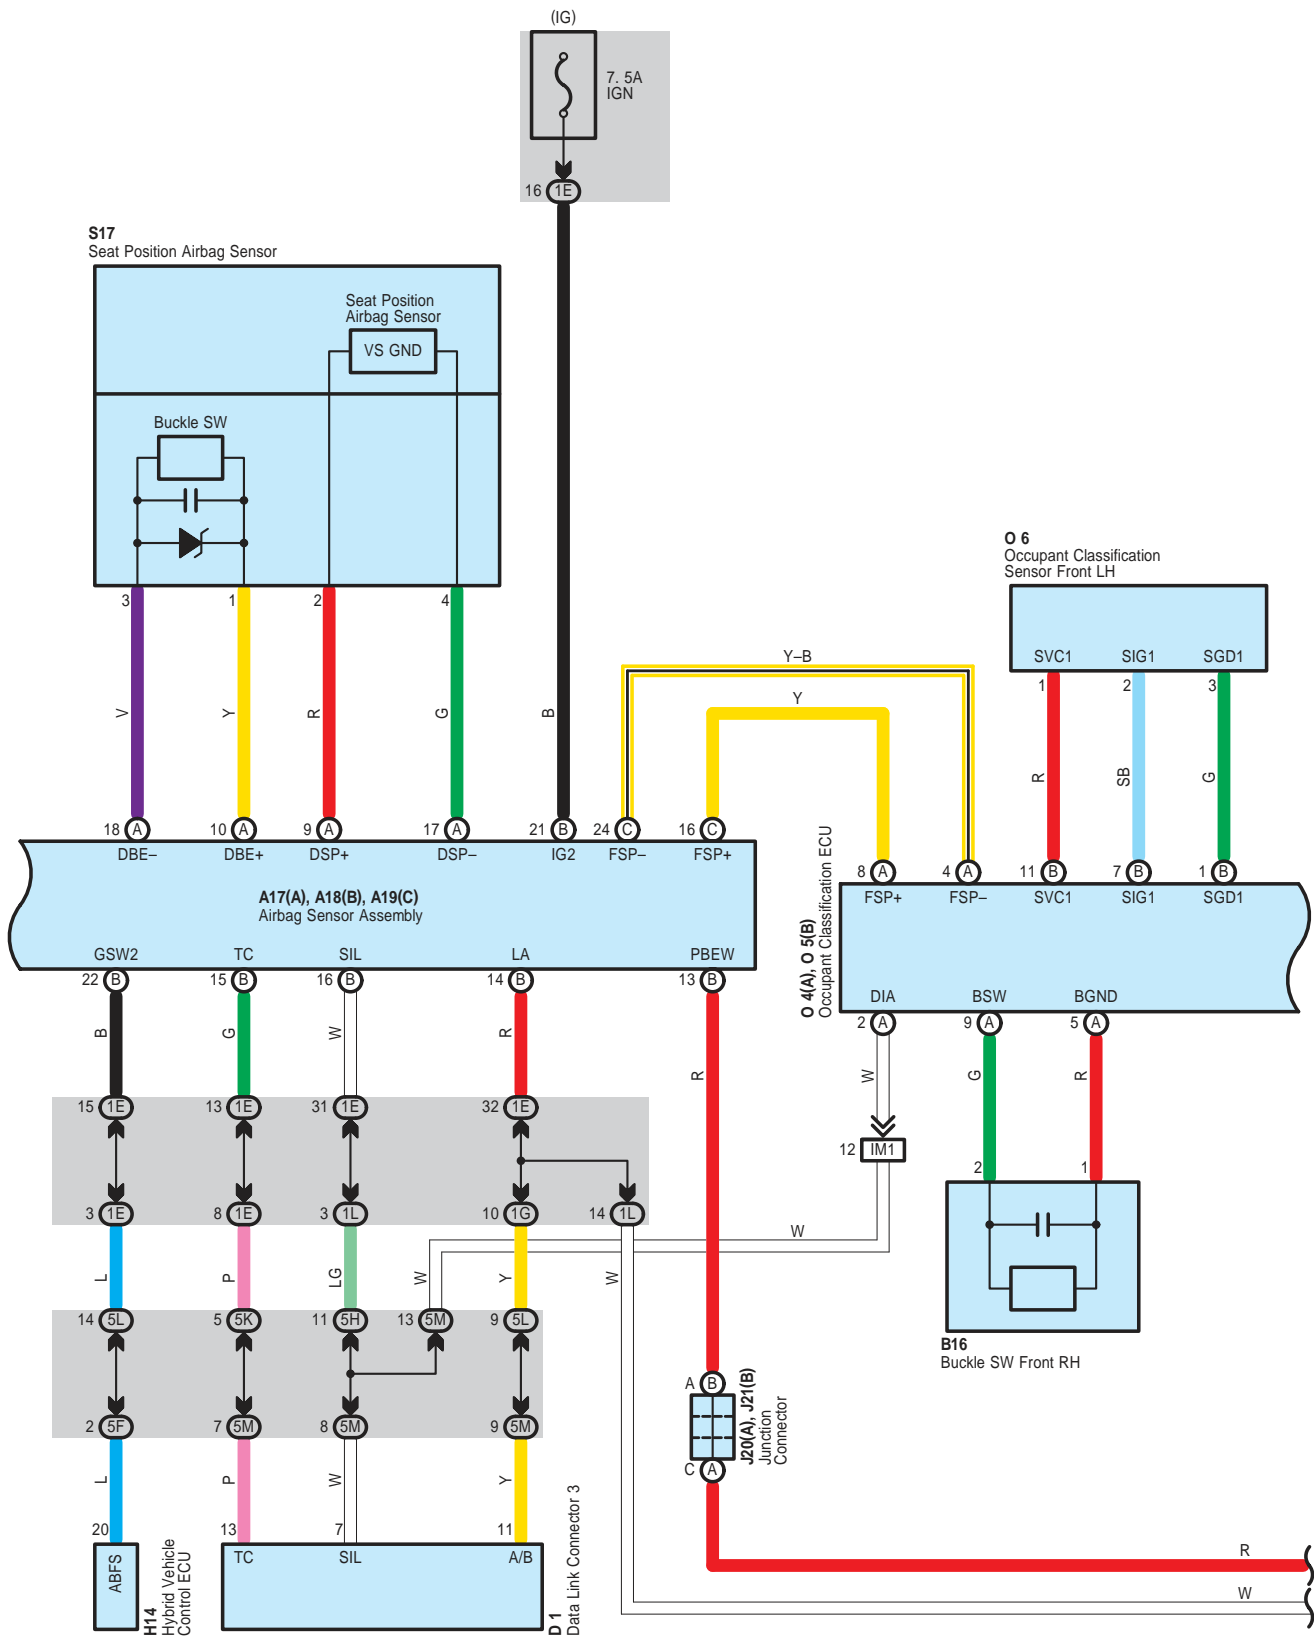 (IG)
7. 5A
IGN
16 1E
S17
Seat Position Airbag Sensor
Seat Position
Airbag Sensor
VS GND
Buckle SW
3 1 2 4
V Y R G B
O 6
Occupant Classification
Sensor Front LH
SVC1 SIG1 SGD1
1 2 3
R SB G
Y–B
Y
18 A 10 A 9 A 17 A 21 B 24 C 16 C
DBE– DBE+ DSP+ DSP– IG2 FSP– FSP+
A17(A), A18(B), A19(C)
Airbag Sensor Assembly
GSW2 TC SIL LA PBEW
22 B 15 B 16 B 14 B 13 B
8 A 4 A 11 B 7 B 1 B
FSP+ FSP– SVC1 SIG1 SGD1
O 4(A), O 5(B)
Occupant Classification ECU
DIA BSW BGND
2 A 9 A 5 A
B G W R R
W G R
15 1E 13 1E 31 1E 32 1E
12 IM1
2 1
3 1E 8 1E 3 1L 10 1G 14 1L
W
L P LG W Y W
14 5L 5 5K 11 5H 13 5M 9 5L
B16
Buckle SW Front RH
A B
J20(A), J21(B)
Junction
Connector
C A
2 5F 7 5M 8 5M 9 5M
L P W Y
20 13 7 11
ABFS
H14
Hybrid Vehicle
Control ECU
TC SIL A/B
D 1
Data Link Connector 3
R
W